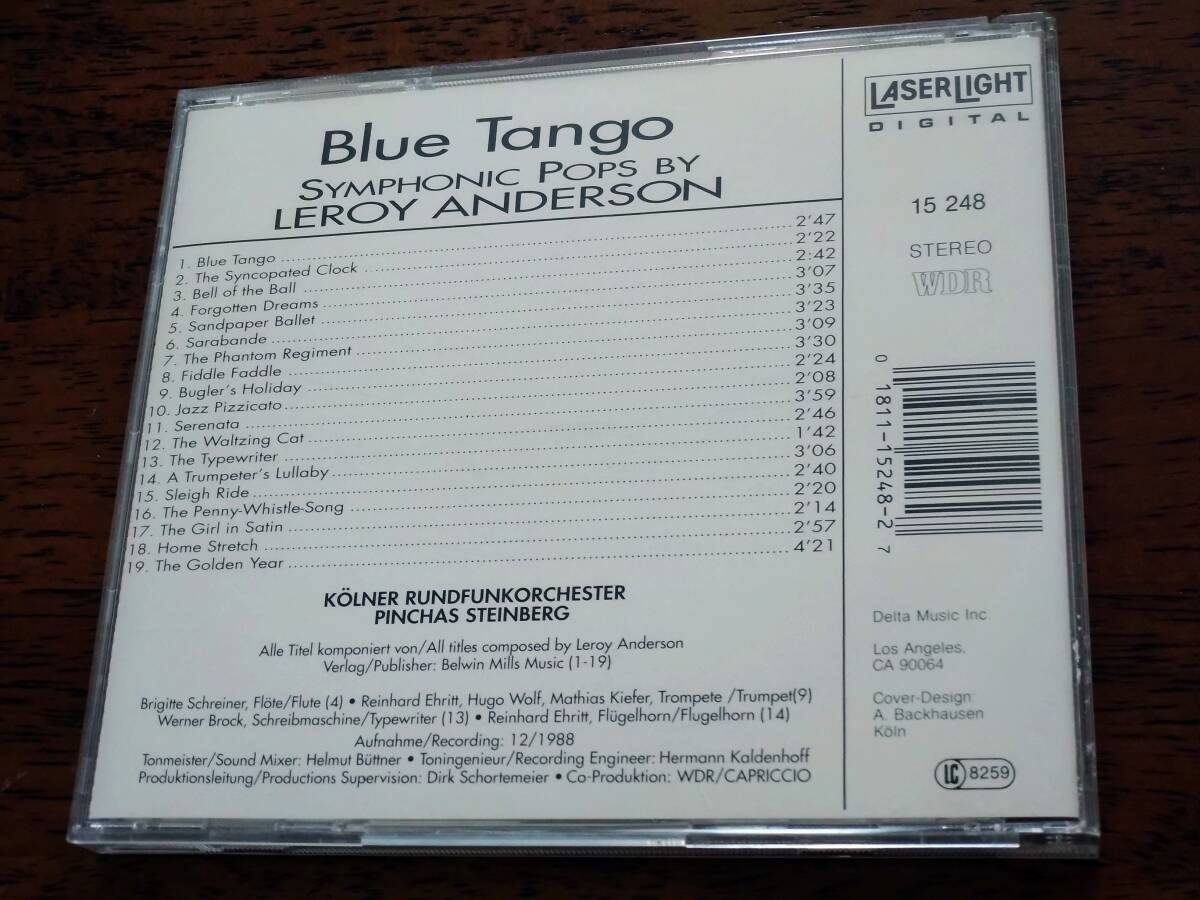 Blue Tango
SYMPHONIC POPS BY
LEROY ANDERSON
1. Blue Tango 2'47
2. The Syncopated Clock 2'22
3. Bell of the Ball 2:42
4. Forgotten Dreams 3'07
5. Sandpaper Ballet 3'35
6. Sarabande 3'23
7. The Phantom Regiment 3'09
8. Fiddle Faddle 3'30
9. Bugler's Holiday 2'24
10. Jazz Pizzicato 2'08
11. Serenata 3'59
12. The Waltzing Cat 2'46
13. The Typewriter 1'42
14. A Trumpeter's Lullaby 3'06
15. Sleigh Ride 2'40
16. The Penny-Whistle-Song 2'20
17. The Girl in Satin 2'14
18. Home Stretch 2'57
19. The Golden Year 4'21
KÖLNER RUNDFUNKORCHESTER
PINCHAS STEINBERG
Alle Titel komponiert von/All titles composed by Leroy Anderson
Verlag/Publisher: Belwin Mills Music (1-19)
Brigitte Schreiner, Flöte/Flute (4) • Reinhard Ehritt, Hugo Wolf, Mathias Kiefer, Trompete /Trumpet(9)
Werner Brock, Schreibmaschine/Typewriter (13) • Reinhard Ehritt, Flügelhorn/Flugelhorn (14)
Aufnahme/Recording: 12/1988
Tonmeister/Sound Mixer: Helmut Büttner • Toningenieur/Recording Engineer: Hermann Kaldenhoff
Produktionsleitung/Productions Supervision: Dirk Schortemeier • Co-Produktion: WDR/CAPRICCIO
LASERLIGHT
DIGITAL
15 248
STEREO
WDR
0 1811-15248-2 7
Delta Music Inc.
Los Angeles,
CA 90064
Cover-Design:
A. Backhausen
Köln
LC 8259